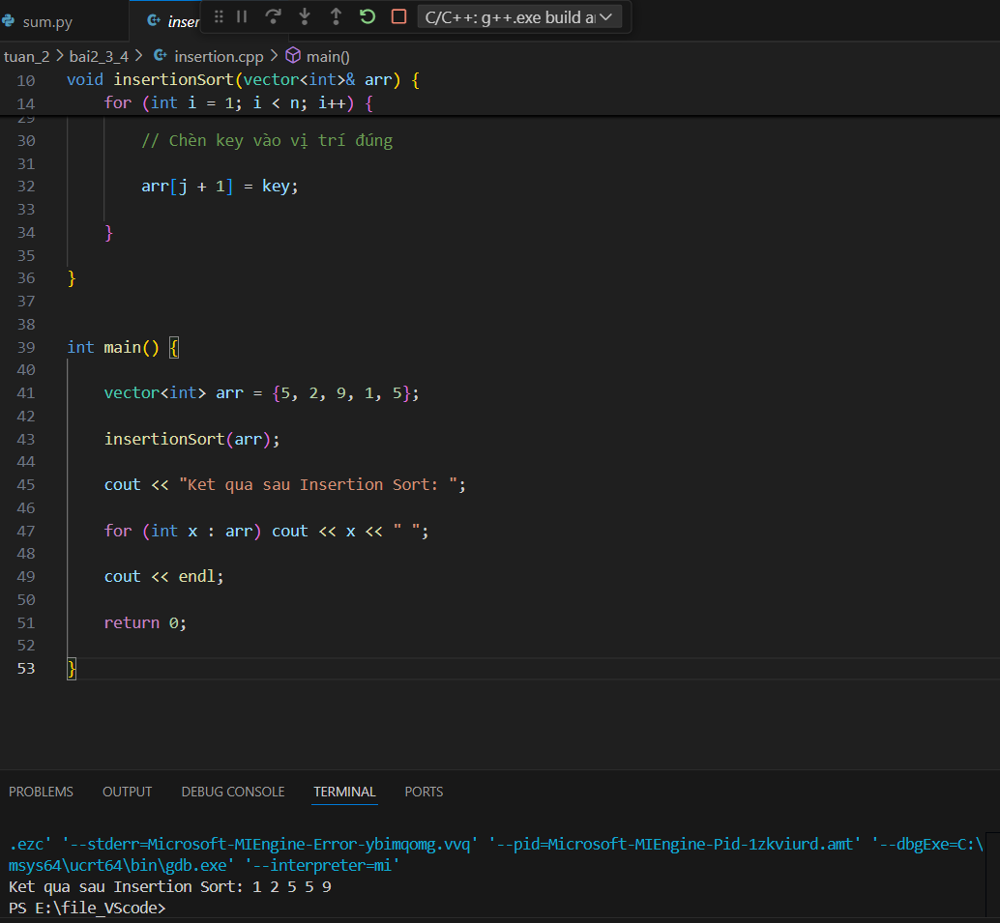 sum.py inser C/C++: g++.exe build a
tuan_2 > bai2_3_4 > insertion.cpp > main()
10 void insertionSort(vector<int>& arr) {
14 for (int i = 1; i < n; i++) {
29
30 // Chèn key vào vị trí đúng
31
32 arr[j + 1] = key;
33
34 }
35
36 }
37
38
39 int main() {
40
41 vector<int> arr = {5, 2, 9, 1, 5};
42
43 insertionSort(arr);
44
45 cout << "Ket qua sau Insertion Sort: ";
46
47 for (int x : arr) cout << x << " ";
48
49 cout << endl;
50
51 return 0;
52
53 }
PROBLEMS OUTPUT DEBUG CONSOLE TERMINAL PORTS
.ezc' '--stderr=Microsoft-MIEngine-Error-ybimqomg.vvq' '--pid=Microsoft-MIEngine-Pid-1zkviurd.amt' '--dbgExe=C:\
msys64\ucrt64\bin\gdb.exe' '--interpreter=mi'
Ket qua sau Insertion Sort: 1 2 5 5 9
PS E:\file_VScode>